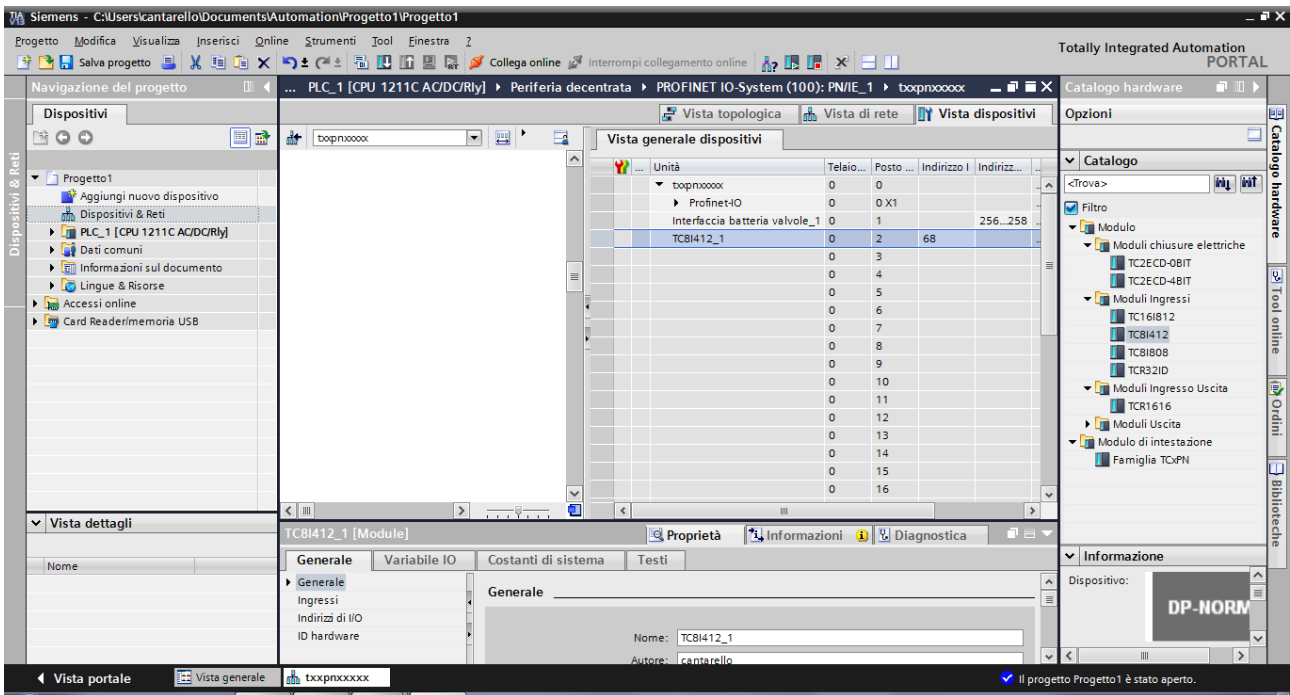 Siemens - C:\Users\cantarello\Documents\Automation\Progetto1\Progetto1
Progetto Modifica Visualizza Inserisci Online Strumenti Tool Finestra ?
Totally Integrated Automation
PORTAL
Salva progetto Collega online Interrompi collegamento online
Navigazione del progetto
... PLC_1 [CPU 1211C AC/DC/Rly] Periferia decentrata PROFINET IO-System (100): PN/IE_1 txxpnxxxxx
Catalogo hardware
Dispositivi
Vista topologica Vista di rete Vista dispositivi
Opzioni
txxpnxxxxx
Vista generale dispositivi
Catalogo
... Unità Telaio... Posto ... Indirizzo I Indirizz... ...
<Trova>
Filtro
Progetto1
Aggiungi nuovo dispositivo
Dispositivi & Reti
PLC_1 [CPU 1211C AC/DC/Rly]
Dati comuni
Informazioni sul documento
Lingue & Risorse
Accessi online
Card Reader/memoria USB
txxpnxxxxx 0 0
Profinet-IO 0 0 X1
Interfaccia batteria valvole_1 0 1 256...258
TC8I412_1 0 2 68
0 3
0 4
0 5
0 6
0 7
0 8
0 9
0 10
0 11
0 12
0 13
0 14
0 15
0 16
Modulo
Moduli chiusure elettriche
TC2ECD-0BIT
TC2ECD-4BIT
Moduli Ingressi
TC16I812
TC8I412
TC8I808
TCR32ID
Moduli Ingresso Uscita
TCR1616
Moduli Uscita
Modulo di intestazione
Famiglia TCxPN
Dispositivi & Reti
Catalogo hardware
Tool online
Ordini
Biblioteche
Vista dettagli
Nome
TC8I412_1 [Module]
Proprietà Informazioni Diagnostica
Generale Variabile IO Costanti di sistema Testi
Generale
Ingressi
Indirizzi di I/O
ID hardware
Generale
Nome: TC8I412_1
Autore: cantarello
Informazione
Dispositivo:
DP-NORM
Vista portale Vista generale txxpnxxxxx
Il progetto Progetto1 è stato aperto.